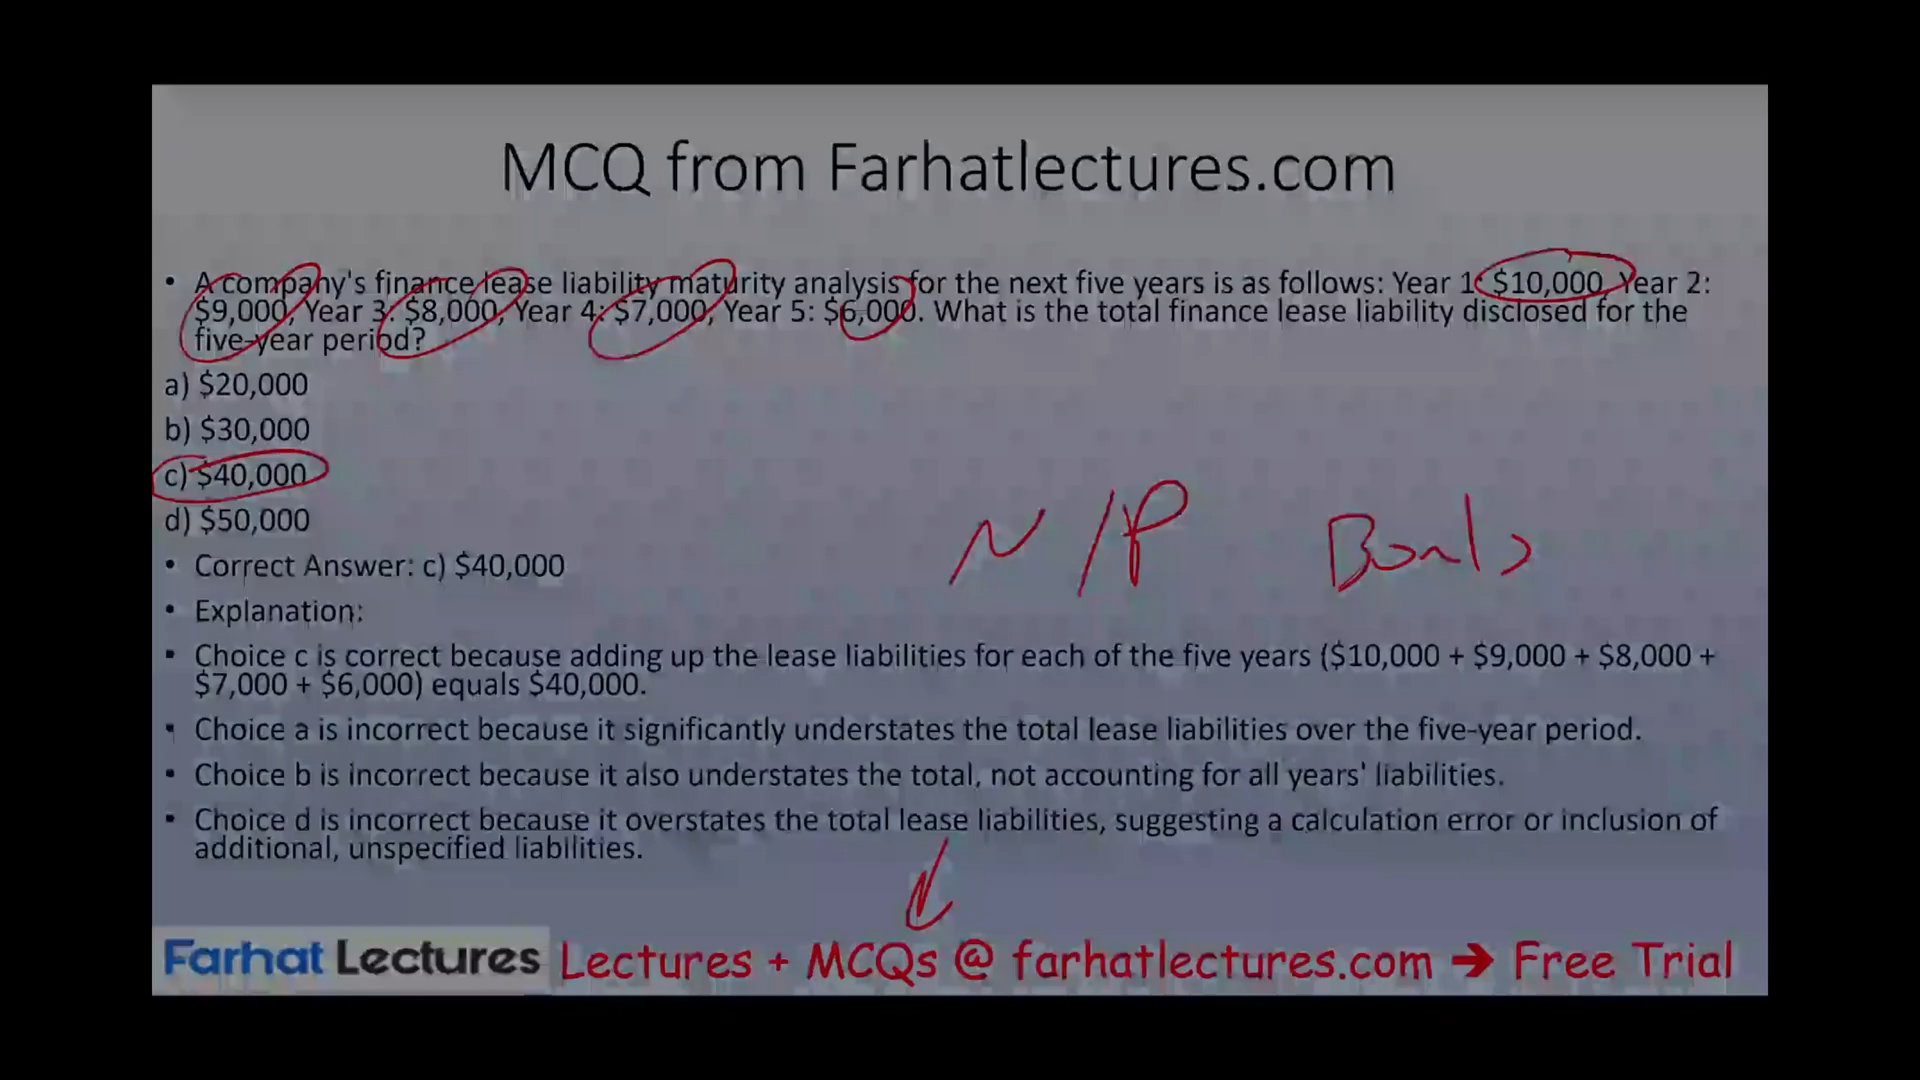 MCQ from Farhatlectures.com
• A company's finance lease liability maturity analysis for the next five years is as follows: Year 1: $10,000, Year 2:
$9,000, Year 3: $8,000, Year 4: $7,000, Year 5: $6,000. What is the total finance lease liability disclosed for the
five-year period?
a) $20,000
b) $30,000
c) $40,000
d) $50,000
N/P Bonds
• Correct Answer: c) $40,000
• Explanation:
• Choice c is correct because adding up the lease liabilities for each of the five years ($10,000 + $9,000 + $8,000 +
$7,000 + $6,000) equals $40,000.
• Choice a is incorrect because it significantly understates the total lease liabilities over the five-year period.
• Choice b is incorrect because it also understates the total, not accounting for all years' liabilities.
• Choice d is incorrect because it overstates the total lease liabilities, suggesting a calculation error or inclusion of
additional, unspecified liabilities.
Farhat Lectures Lectures + MCQs @ farhatlectures.com ➔ Free Trial